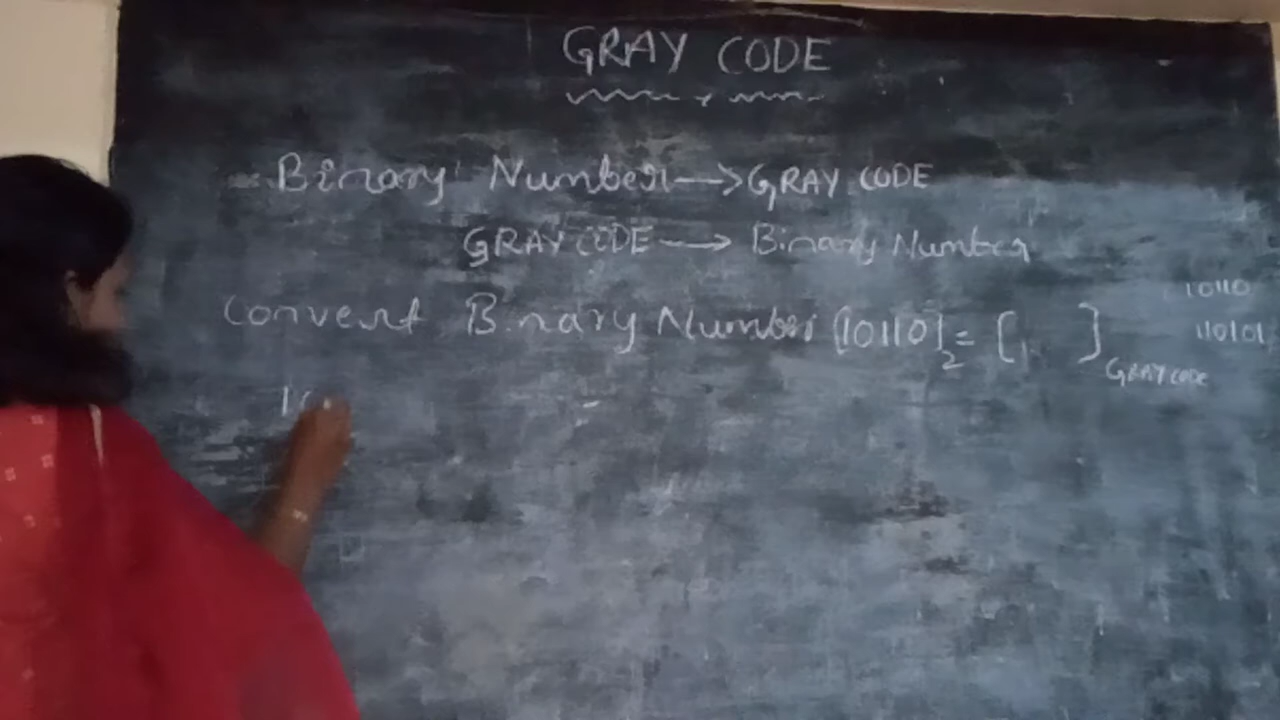 GRAY CODE
Binary Number → GRAY CODE
GRAY CODE → Binary Number
Convert Binary Number [10110]₂ = [ ] GRAY CODE
10110
110101